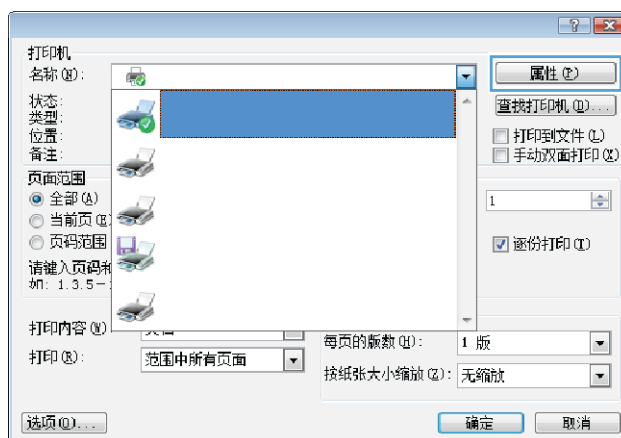 打印机
名称(N):
属性(P)
状态:
类型:
位置:
备注:
查找打印机(D)...
打印到文件(L)
手动双面打印(X)
页面范围
全部(A)
当前页(E)
页码范围
1
逐份打印(T)
请键入页码和
如: 1.3.5-
打印内容(W):
打印(R):
范围中所有页面
每页的版数(H):
1 版
按纸张大小缩放(Z):
无缩放
选项(O)...
确定
取消